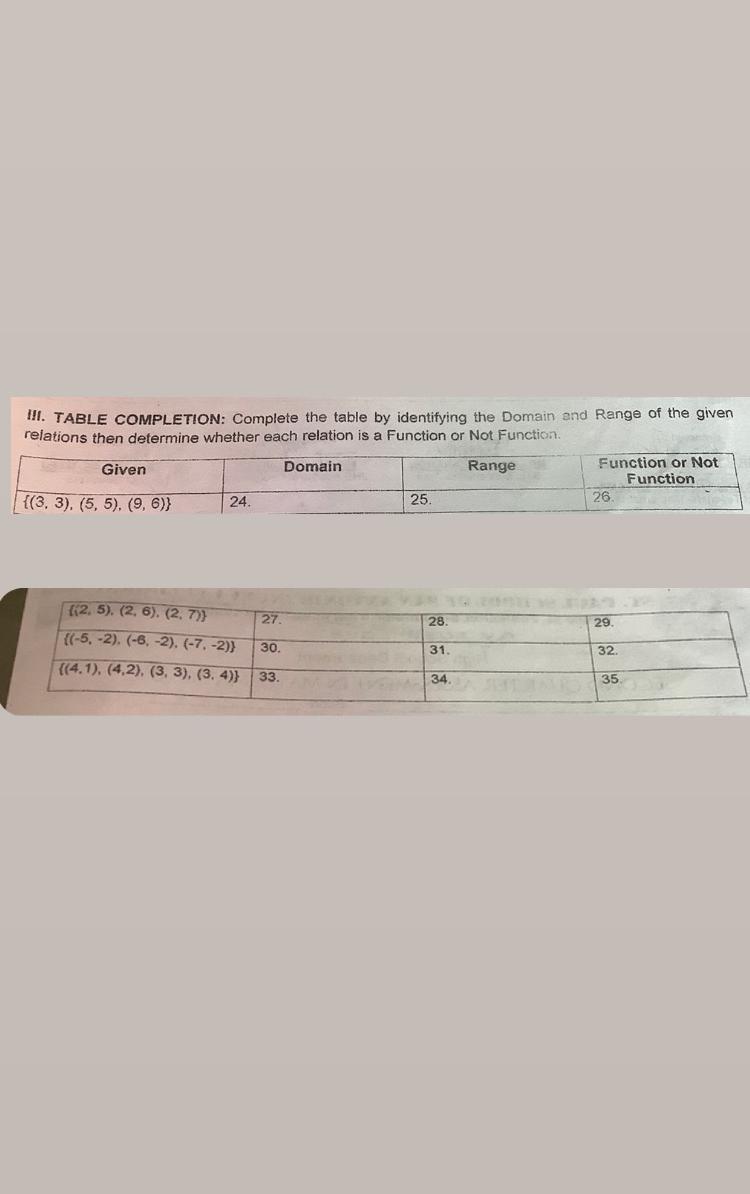 III. TABLE COMPLETION: Complete the table by identifying the Domain and Range of the given
relations then determine whether each relation is a Function or Not Function.
Given Domain Range Function or Not
Function
{(3, 3), (5, 5), (9, 6)} 24. 25. 26.
{(2, 5), (2, 6), (2, 7)} 27. 28. 29.
{(-5, -2), (-6, -2), (-7, -2)} 30. 31. 32.
{(4,1), (4,2), (3, 3), (3, 4)} 33. 34. 35.